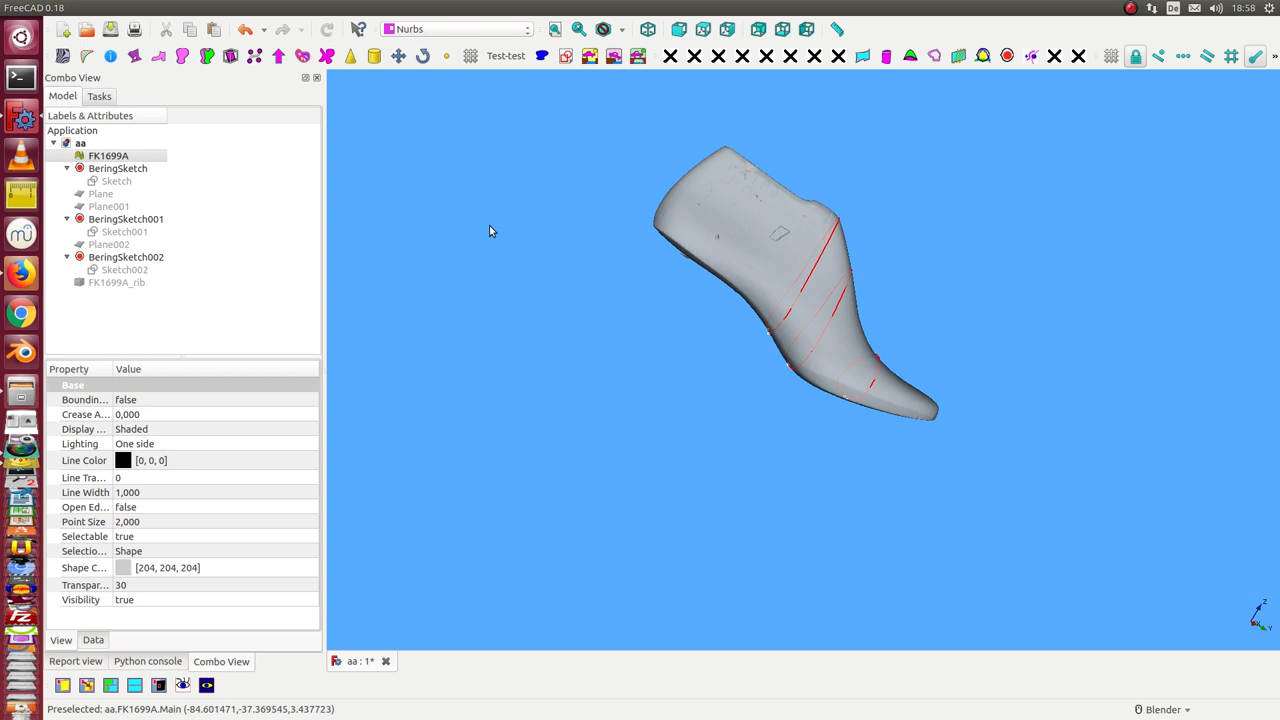 FreeCAD 0.18
De
18:58
Nurbs
Test-test
Combo View
Model
Tasks
Labels & Attributes
Application
aa
FK1699A
BeringSketch
Sketch
Plane
Plane001
BeringSketch001
Sketch001
Plane002
BeringSketch002
Sketch002
FK1699A_rib
Property Value
Base
Boundin... false
Crease A... 0,000
Display ... Shaded
Lighting One side
Line Color [0, 0, 0]
Line Tra... 0
Line Width 1,000
Open Ed... false
Point Size 2,000
Selectable true
Selectio... Shape
Shape C... [204, 204, 204]
Transpar... 30
Visibility true
View
Data
Report view
Python console
Combo View
aa : 1*
Z
Y
Preselected: aa.FK1699A.Main (-84.601471,-37.369545,3.437723)
Blender